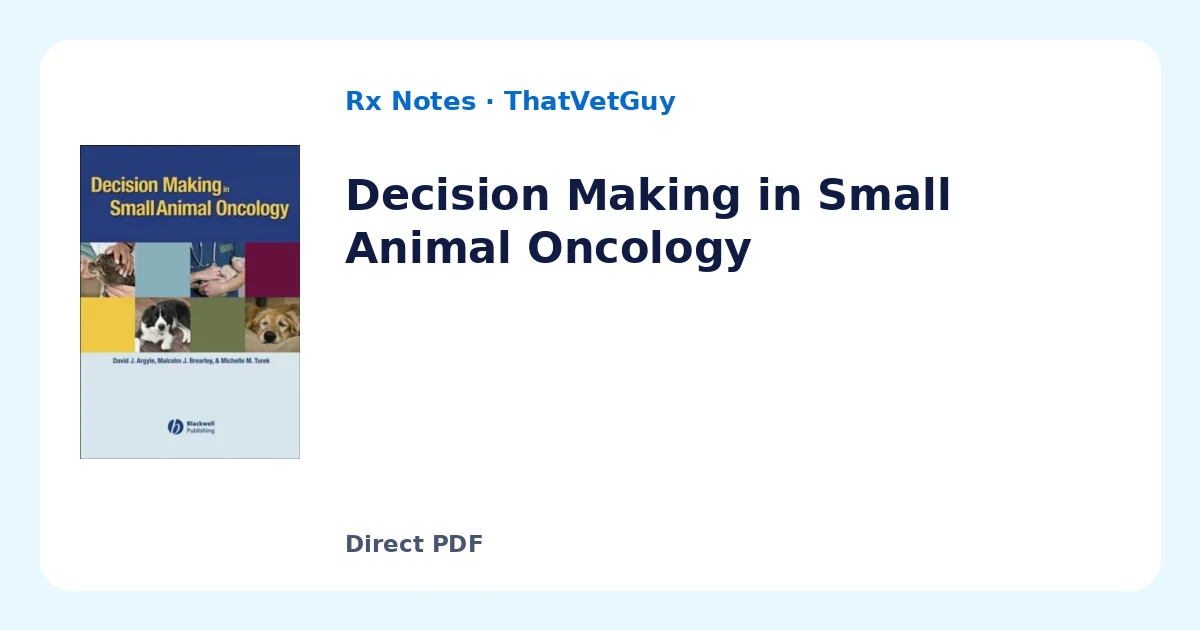 Rx Notes · ThatVetGuy
Decision Making in
Small Animal Oncology
Decision Making in Small
Animal Oncology
David J. Argyle, Malcolm J. Brearley, & Michelle M. Turek
b Blackwell
Publishing
Direct PDF